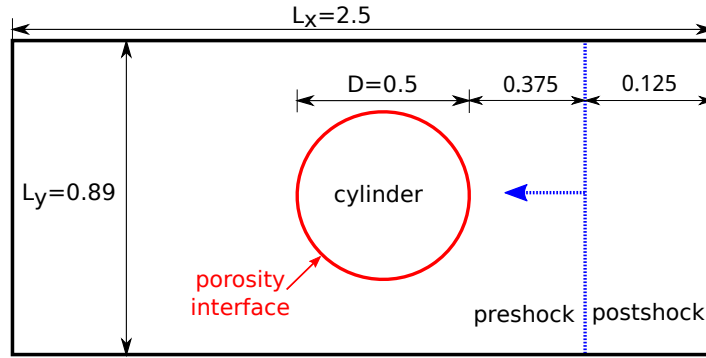 Lx=2.5
D=0.5
0.375
0.125
Ly=0.89
cylinder
porosity
interface
preshock
postshock